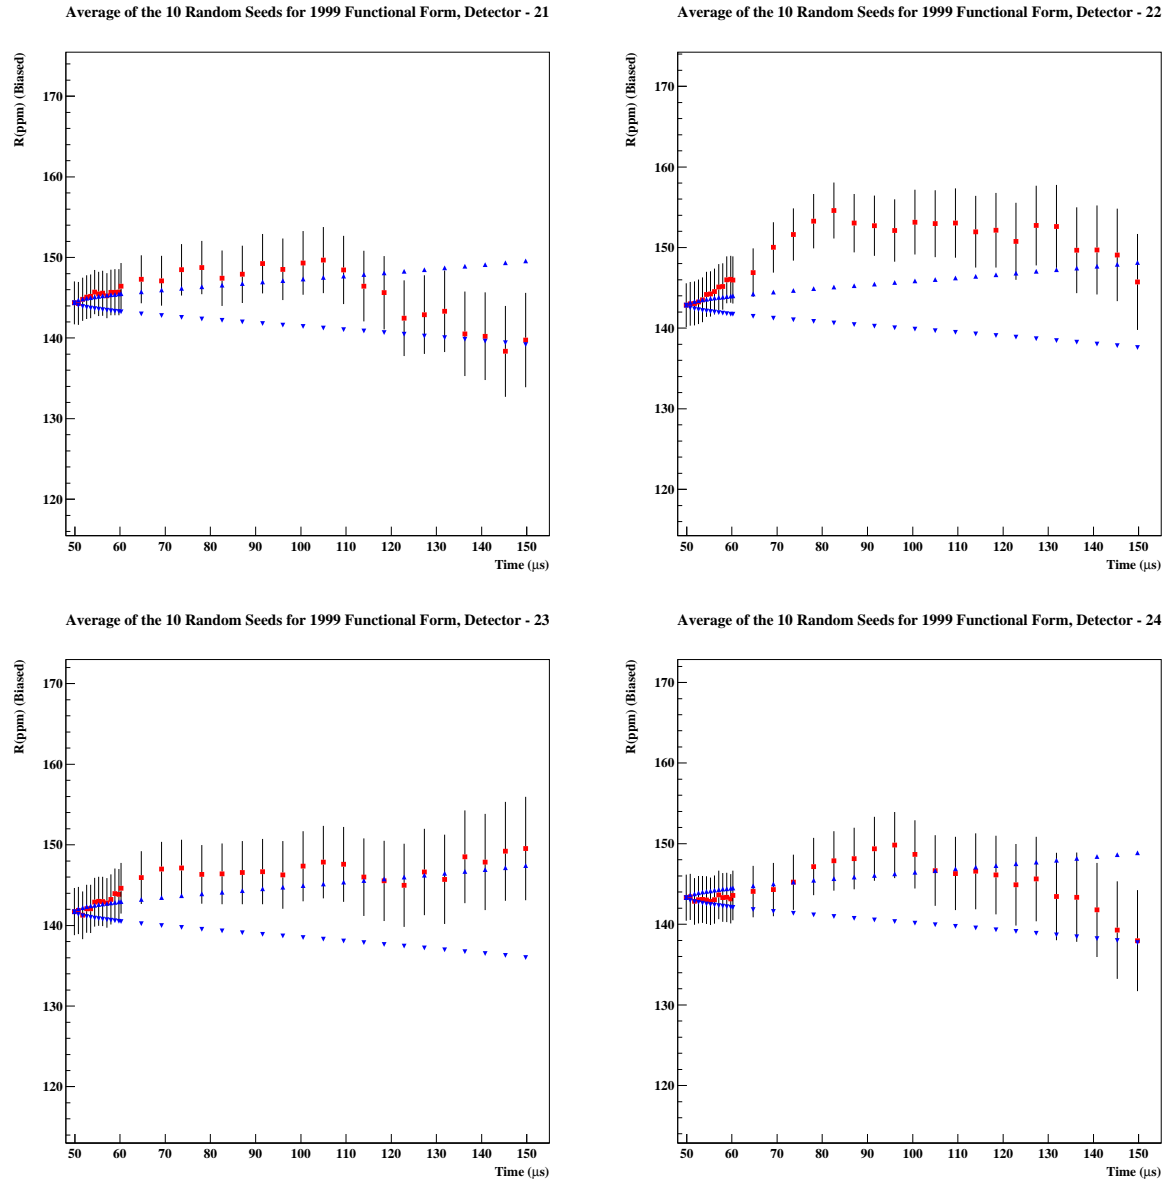 Average of the 10 Random Seeds for 1999 Functional Form, Detector - 21
R(ppm) (Biased)
170
160
150
140
130
120
50 60 70 80 90 100 110 120 130 140 150
Time (μs)
Average of the 10 Random Seeds for 1999 Functional Form, Detector - 22
R(ppm) (Biased)
170
160
150
140
130
120
50 60 70 80 90 100 110 120 130 140 150
Time (μs)
Average of the 10 Random Seeds for 1999 Functional Form, Detector - 23
R(ppm) (Biased)
170
160
150
140
130
120
50 60 70 80 90 100 110 120 130 140 150
Time (μs)
Average of the 10 Random Seeds for 1999 Functional Form, Detector - 24
R(ppm) (Biased)
170
160
150
140
130
120
50 60 70 80 90 100 110 120 130 140 150
Time (μs)